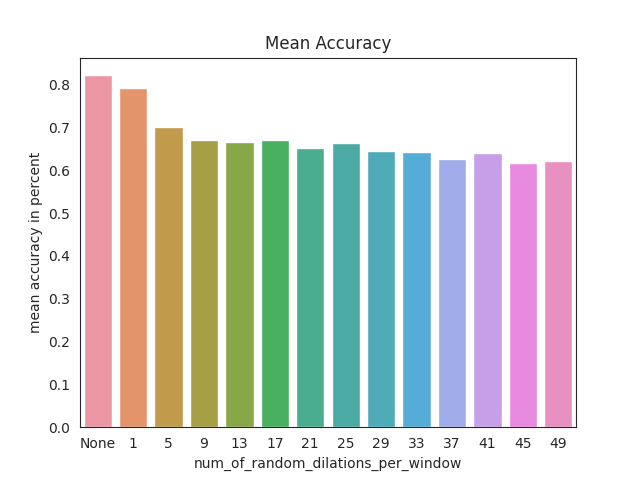 Mean Accuracy
mean accuracy in percent
0.8
0.7
0.6
0.5
0.4
0.3
0.2
0.1
0.0
None 1 5 9 13 17 21 25 29 33 37 41 45 49
num_of_random_dilations_per_window